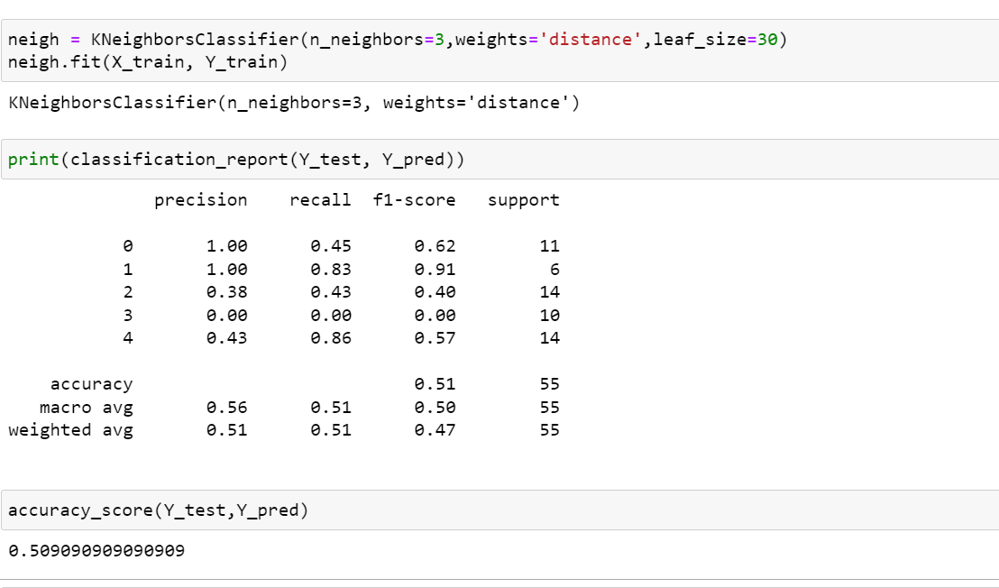 neigh = KNeighborsClassifier(n_neighbors=3,weights='distance',leaf_size=30)
neigh.fit(X_train, Y_train)
KNeighborsClassifier(n_neighbors=3, weights='distance')
print(classification_report(Y_test, Y_pred))
precision recall f1-score support
0 1.00 0.45 0.62 11
1 1.00 0.83 0.91 6
2 0.38 0.43 0.40 14
3 0.00 0.00 0.00 10
4 0.43 0.86 0.57 14
accuracy 0.51 55
macro avg 0.56 0.51 0.50 55
weighted avg 0.51 0.51 0.47 55
accuracy_score(Y_test,Y_pred)
0.509090909090909